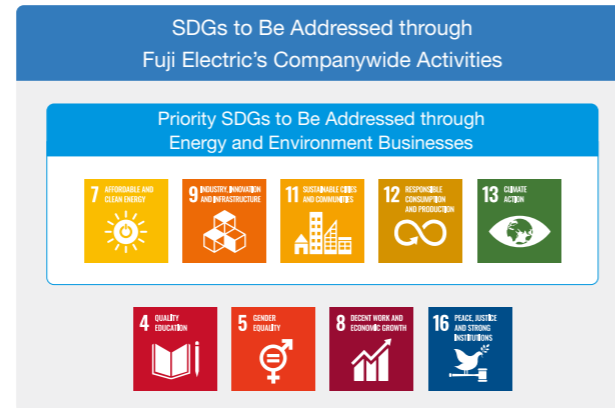 SDGs to Be Addressed through
Fuji Electric's Companywide Activities
Priority SDGs to Be Addressed through
Energy and Environment Businesses
7 AFFORDABLE AND
CLEAN ENERGY
9 INDUSTRY, INNOVATION
AND INFRASTRUCTURE
11 SUSTAINABLE CITIES
AND COMMUNITIES
12 RESPONSIBLE
CONSUMPTION
AND PRODUCTION
13 CLIMATE
ACTION
4 QUALITY
EDUCATION
5 GENDER
EQUALITY
8 DECENT WORK AND
ECONOMIC GROWTH
16 PEACE, JUSTICE
AND STRONG
INSTITUTIONS